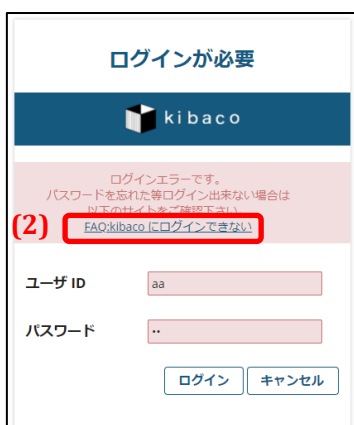 ログインが必要
kibaco
ログインエラーです。
パスワードを忘れた等ログイン出来ない場合は
以下のサイトをご確認下さい。
(2)
FAQ:kibaco にログインできない
ユーザ ID
aa
パスワード
••
ログイン
キャンセル